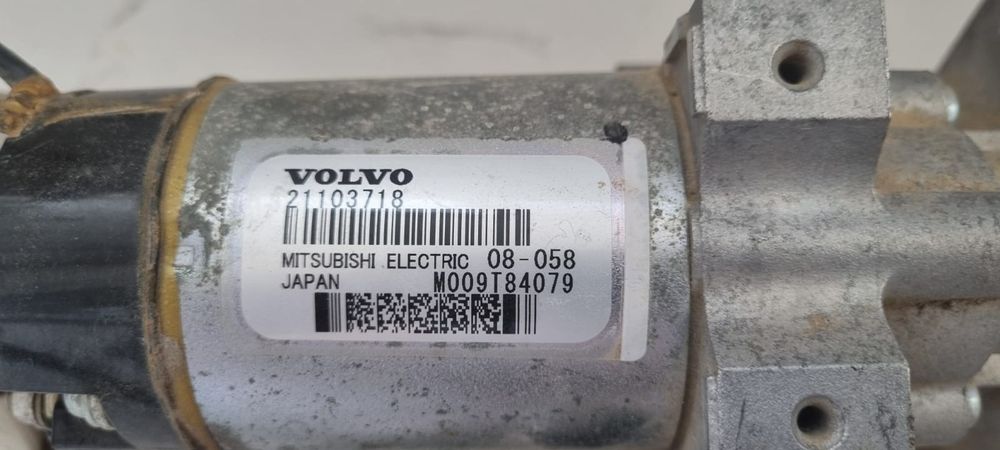 VOLVO
21103718
MITSUBISHI ELECTRIC 08-058
JAPAN M009T84079